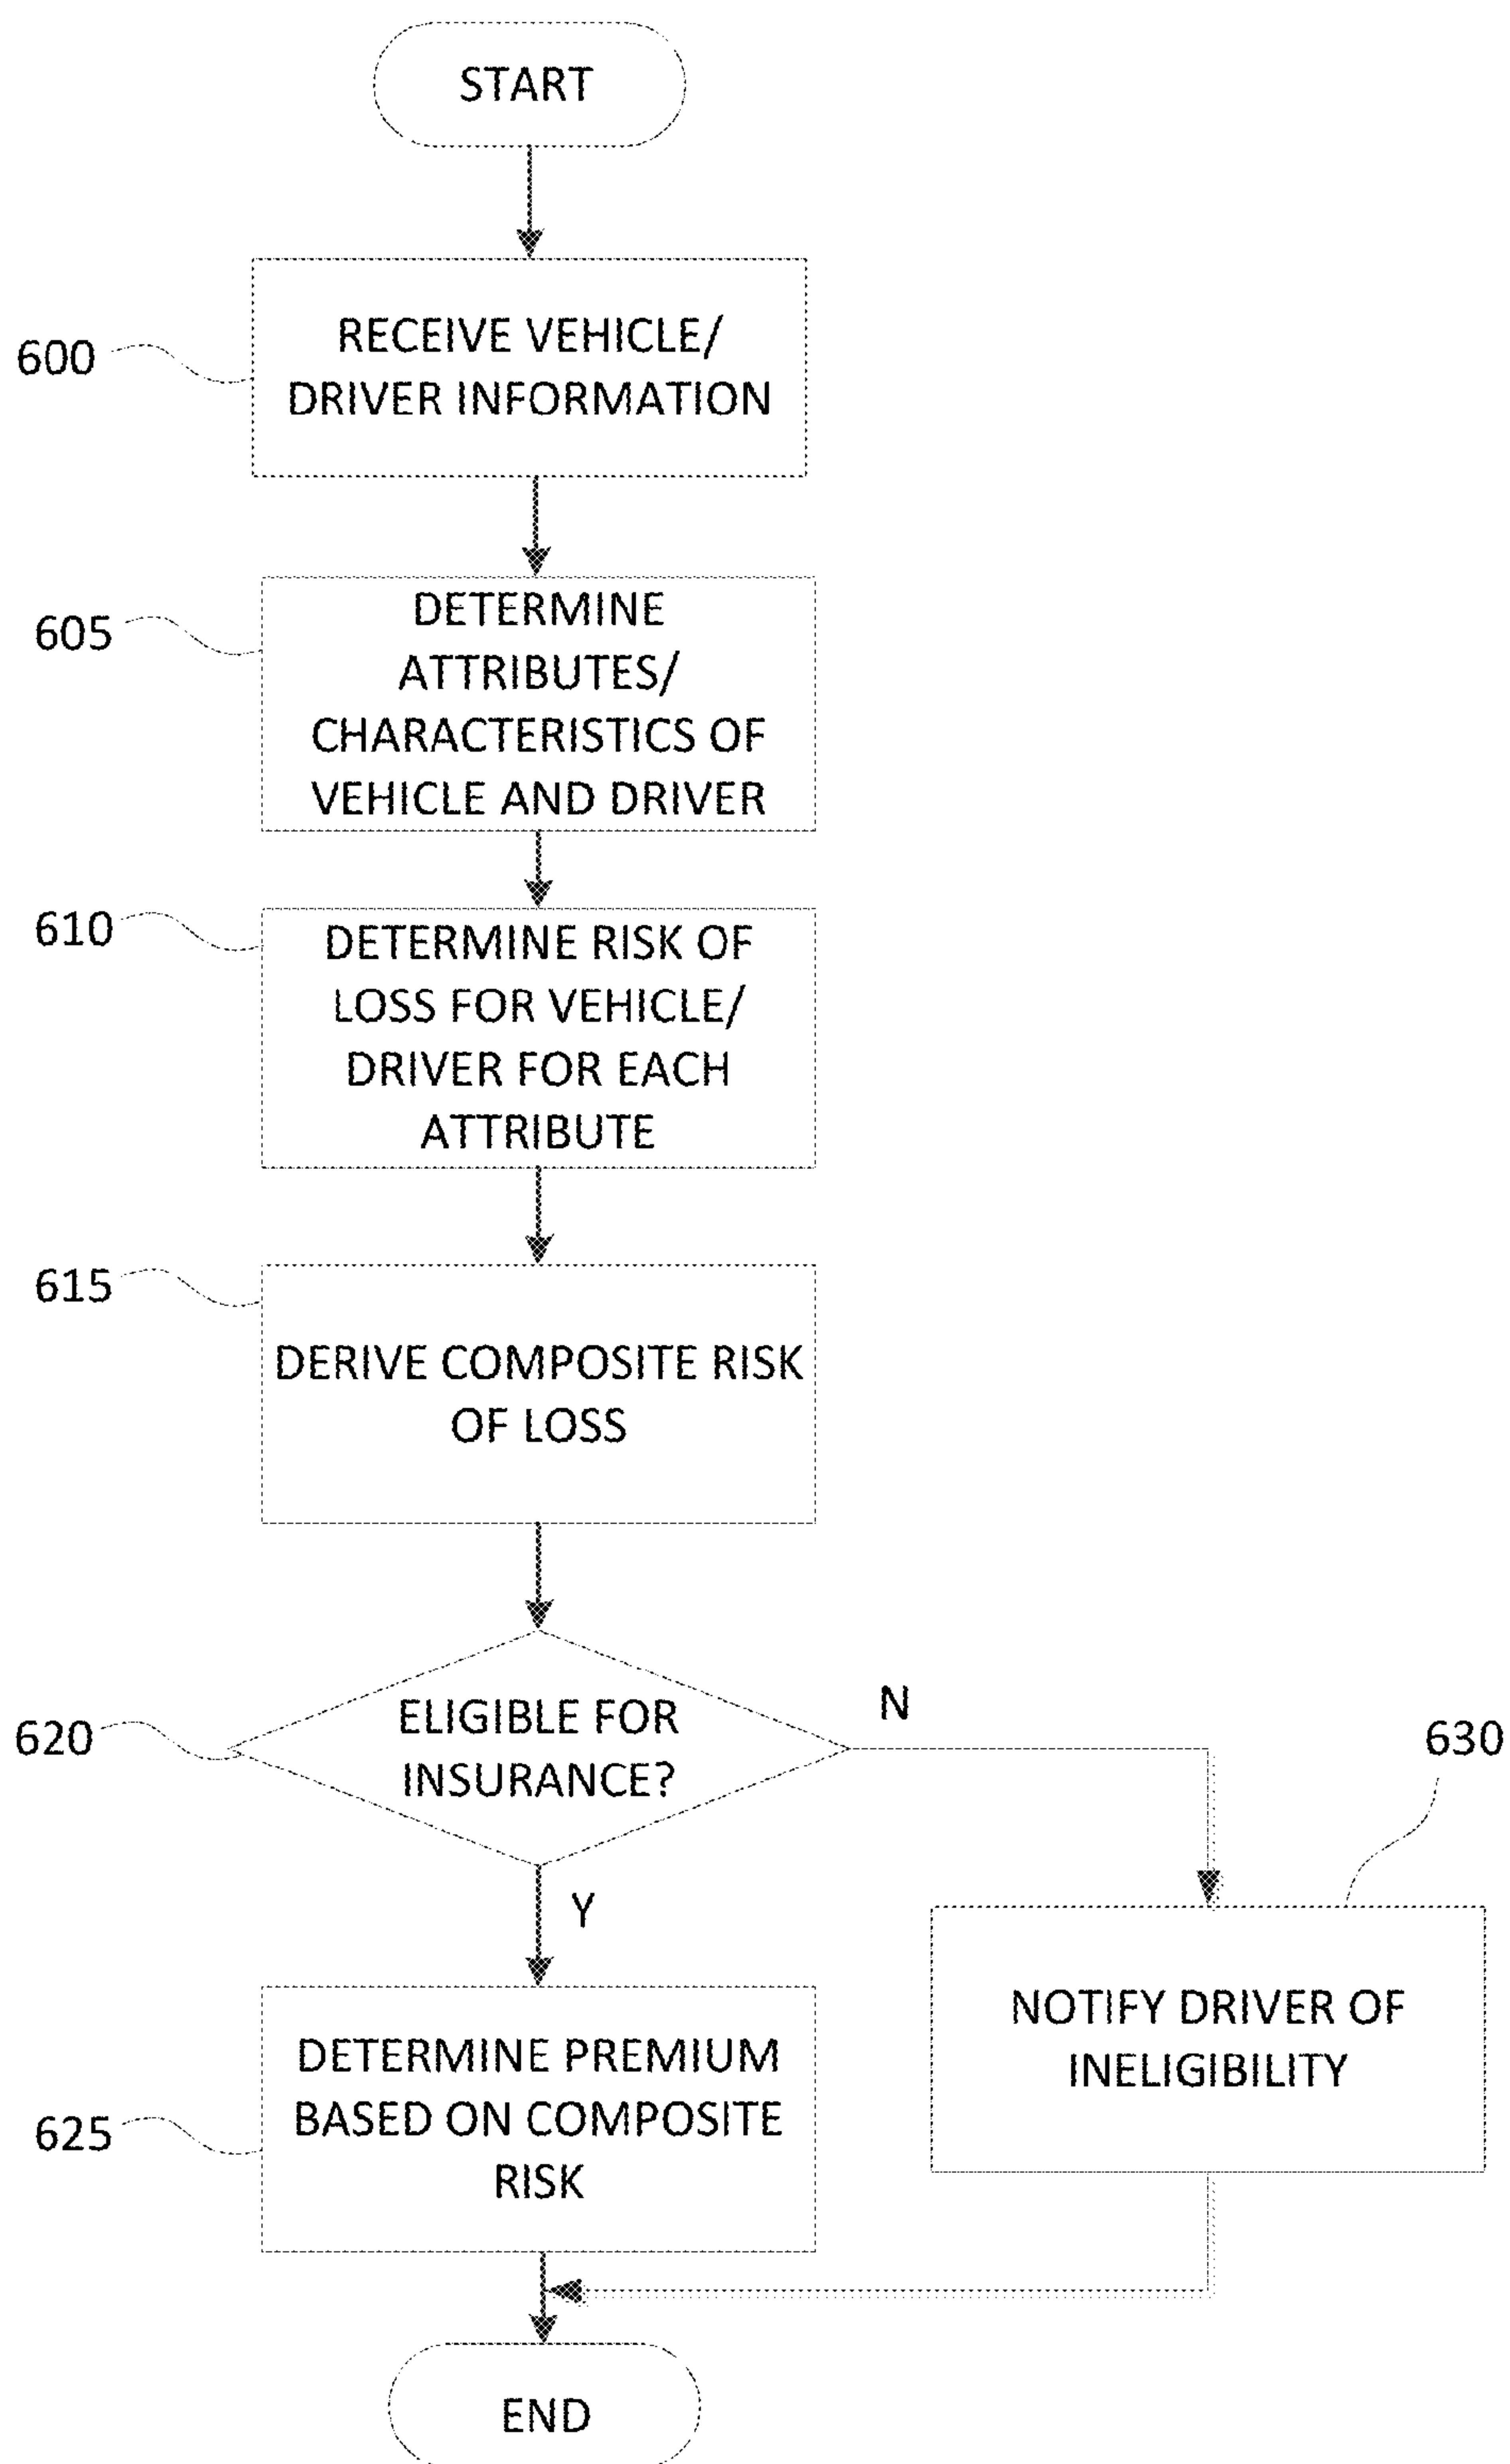 START
600
RECEIVE VEHICLE/
DRIVER INFORMATION
605
DETERMINE
ATTRIBUTES/
CHARACTERISTICS OF
VEHICLE AND DRIVER
610
DETERMINE RISK OF
LOSS FOR VEHICLE/
DRIVER FOR EACH
ATTRIBUTE
615
DERIVE COMPOSITE RISK
OF LOSS
620
ELIGIBLE FOR
INSURANCE?
N
630
Y
NOTIFY DRIVER OF
INELIGIBILITY
625
DETERMINE PREMIUM
BASED ON COMPOSITE
RISK
END